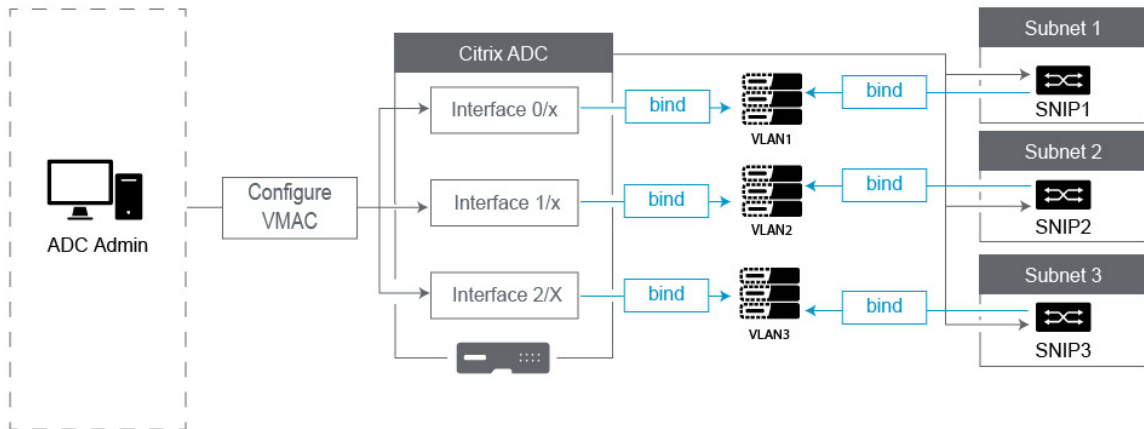 ADC Admin
Configure
VMAC
Citrix ADC
Interface 0/x
Interface 1/x
Interface 2/X
bind
VLAN1
bind
bind
VLAN2
bind
bind
VLAN3
bind
Subnet 1
SNIP1
Subnet 2
SNIP2
Subnet 3
SNIP3